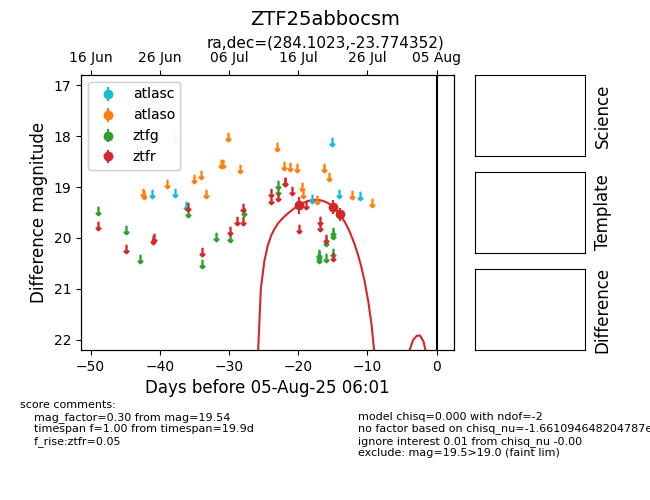 ZTF25abbocsm
ra,dec=(284.1023,-23.774352)
16 Jun 26 Jun 06 Jul 16 Jul 26 Jul 05 Aug
atlasc
atlaso
ztfg
ztfr
17
18
19
20
21
22
Difference magnitude
−50 −40 −30 −20 −10 0
Days before 05-Aug-25 06:01
Science
Template
Difference
score comments:
mag_factor=0.30 from mag=19.54
timespan f=1.00 from timespan=19.9d
f_rise:ztfr=0.05
model chisq=0.000 with ndof=-2
no factor based on chisq_nu=-1.661094648204787e
ignore interest 0.01 from chisq_nu -0.00
exclude: mag=19.5>19.0 (faint lim)